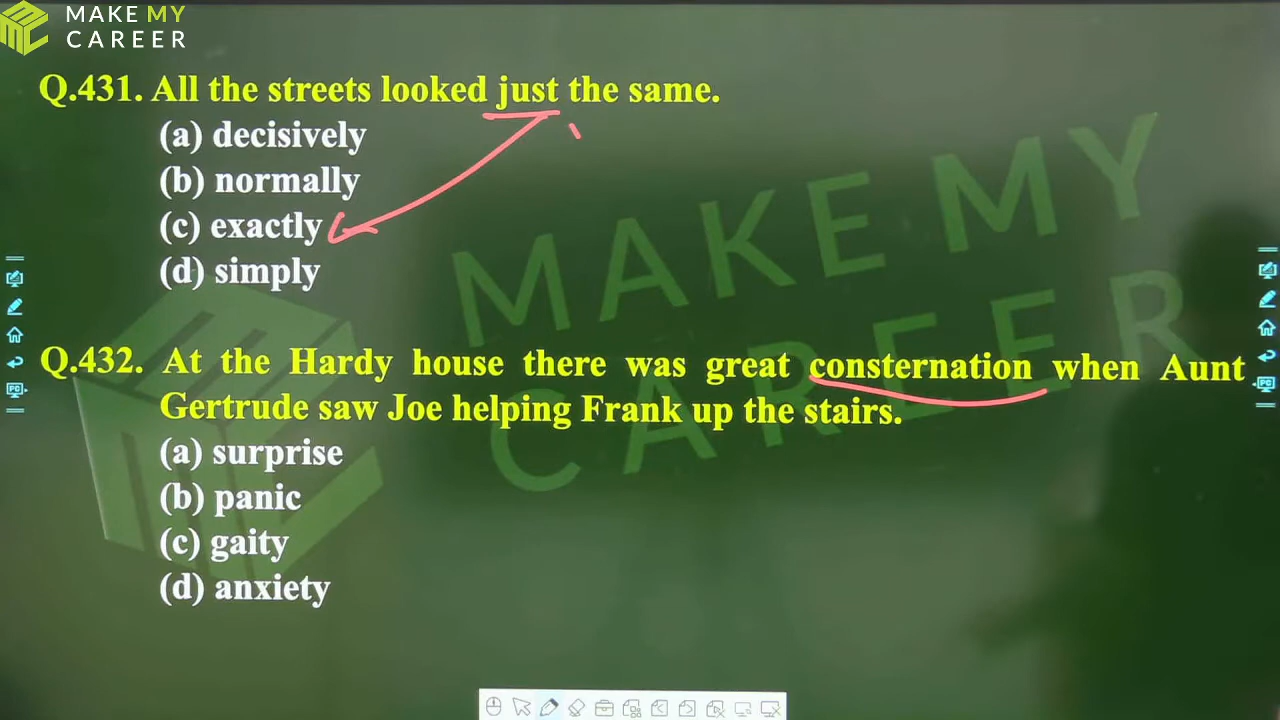 MAKE MY
CAREER
Q.431. All the streets looked just the same.
(a) decisively
(b) normally
(c) exactly
(d) simply
Q.432. At the Hardy house there was great consternation when Aunt
Gertrude saw Joe helping Frank up the stairs.
(a) surprise
(b) panic
(c) gaity
(d) anxiety
MAKE MY
CAREER